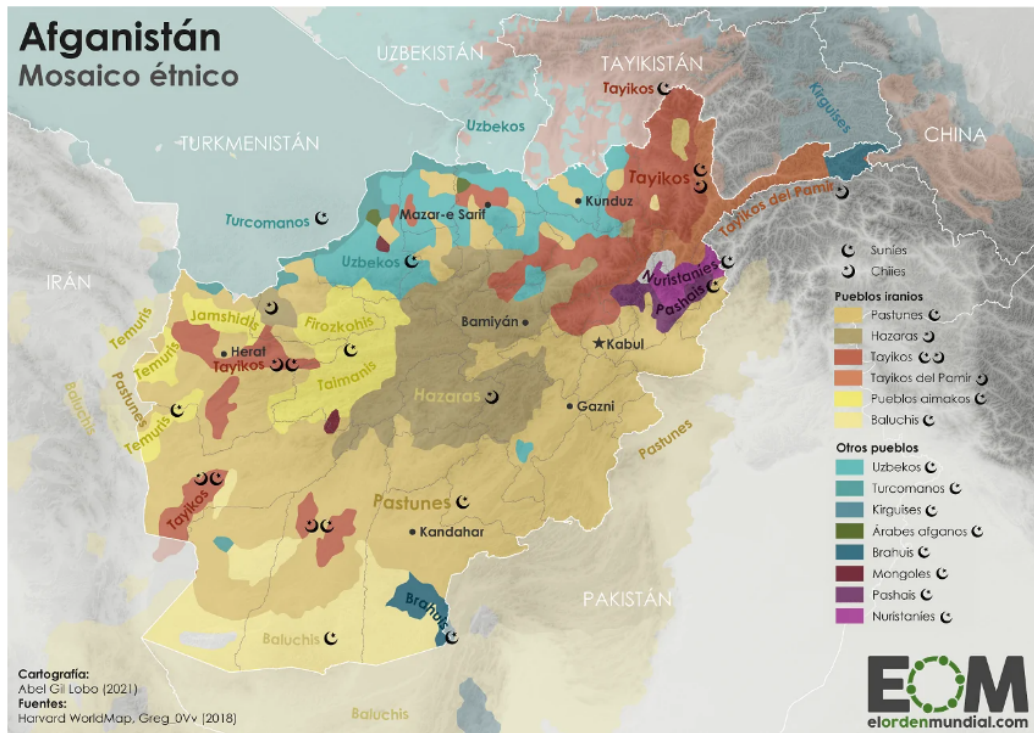 Afganistán
Mosaico étnico
UZBEKISTÁN
TAYIKISTÁN
Tayikos
Kirguises
CHINA
TURKMENISTÁN
Uzbekos
Tayikos
Tayikos del Pamir
Turcomanos
Mazar-e Sarif
Kunduz
Uzbekos
Nuristaníes
Pashais
IRÁN
Temuris
Jamshidis
Firozkohis
Bamiyán
Kabul
Temuris
Herat
Tayikos
Taimanis
Hazaras
Gazni
Baluchis
Pastunes
Temuris
Pastunes
Tayikos
Pastunes
Kandahar
Brahuis
Baluchis
PAKISTÁN
Baluchis
Suníes
Chiíes
Pueblos iranios
Pastunes
Hazaras
Tayikos
Tayikos del Pamir
Pueblos aimakos
Baluchis
Otros pueblos
Uzbekos
Turcomanos
Kirguises
Árabes afganos
Brahuis
Mongoles
Pashais
Nuristaníes
Cartografía:
Abel Gil Lobo (2021)
Fuentes:
Harvard WorldMap, Greg_0Vv (2018)
EOM
elordenmundial.com